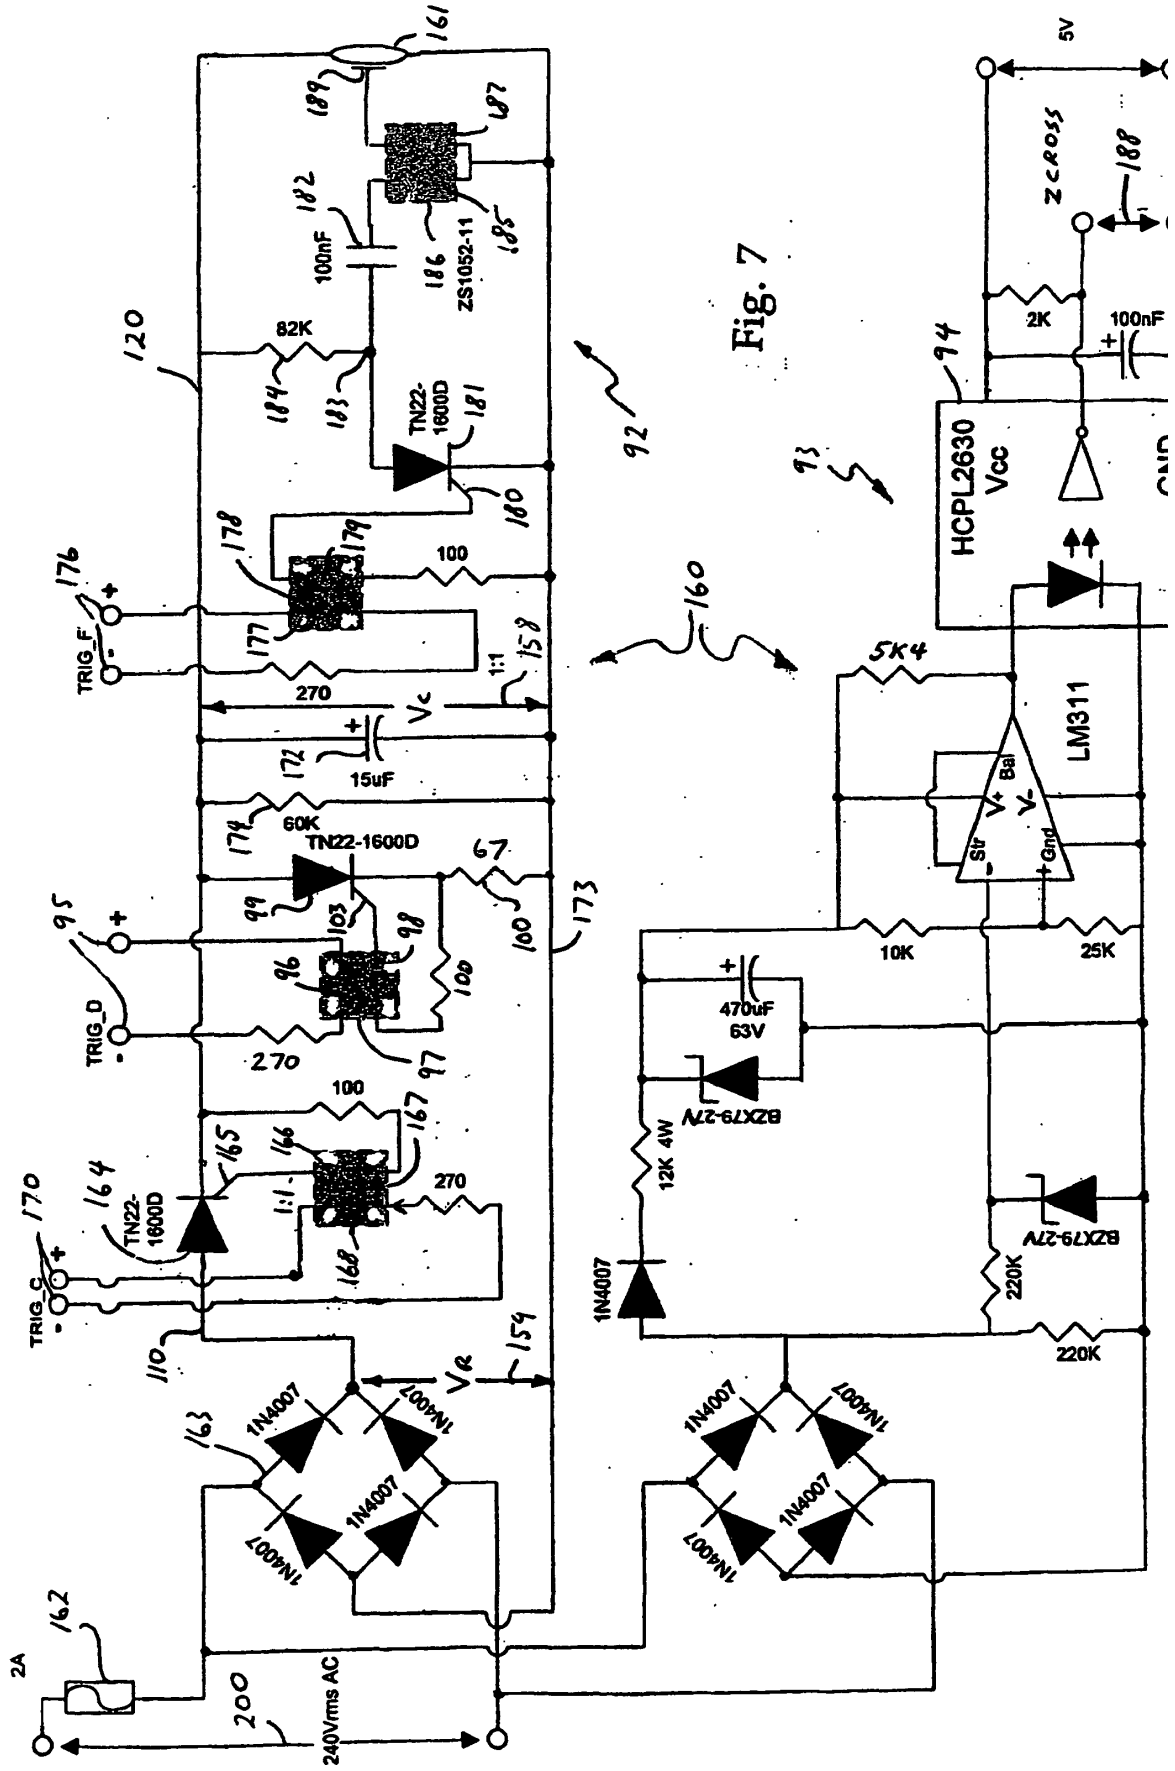 2A
162
200
240Vrms AC
163
1N4007
1N4007
1N4007
1N4007
VR
159
110
TRIG_C
-
+
170
164
TN22-
1600D
165
1:1
166
168
167
100
270
TRIG_D
-
+
95
270
96
97
98
100
99
103
TN22-1600D
67
100
173
174
60K
172
15uF
+
Vc
1:1
158
TRIG_F
-
+
176
270
177
178
179
100
180
181
TN22-
1600D
120
184
82K
183
100nF
182
186
ZS1052-11
185
187
189
161
92
160
93
Fig. 7
1N4007
1N4007
1N4007
1N4007
1N4007
12K 4W
BZX79-27V
470uF
63V
+
220K
220K
BZX79-27V
10K
25K
Str
Bal
V+
V-
-
+
Gnd
LM311
5K4
HCPL2630
Vcc
GND
94
2K
100nF
+
ZCROSS
188
5V